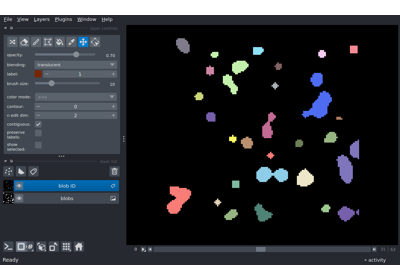 File View Layers Plugins Window Help
opacity: 0.70
blending: translucent
label: 1
brush size: 10
color mode:
contour: 0
n edit dim: 2
contiguous:
preserve labels:
show selected:
blob ID
blobs
Ready
activity